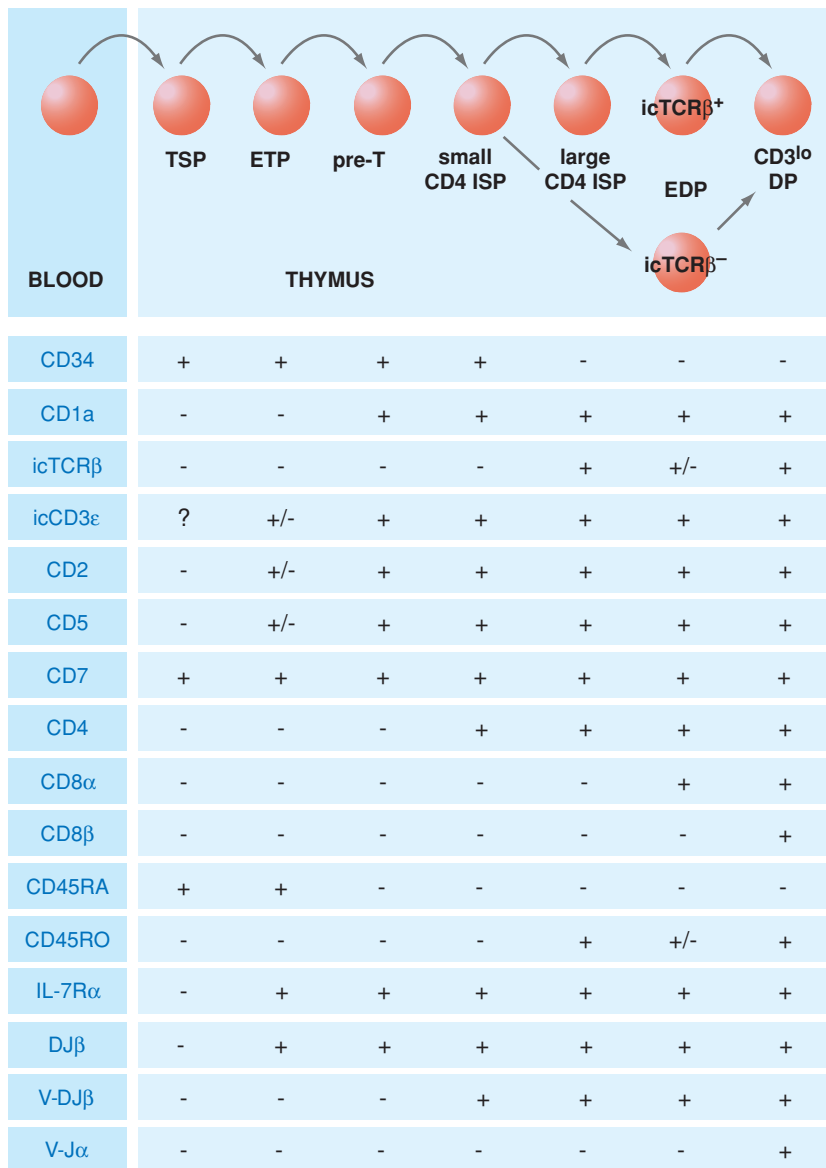 icTCRβ+
TSP ETP pre-T small CD4 ISP large CD4 ISP CD3lo DP
EDP
icTCRβ–
BLOOD THYMUS
CD34 + + + + - - -
CD1a - - + + + + +
icTCRβ - - - - + +/- +
icCD3ε ? +/- + + + + +
CD2 - +/- + + + + +
CD5 - +/- + + + + +
CD7 + + + + + + +
CD4 - - - + + + +
CD8α - - - - - + +
CD8β - - - - - - +
CD45RA + + - - - - -
CD45RO - - - - + +/- +
IL-7Rα - + + + + + +
DJβ - + + + + + +
V-DJβ - - - + + + +
V-Jα - - - - - - +